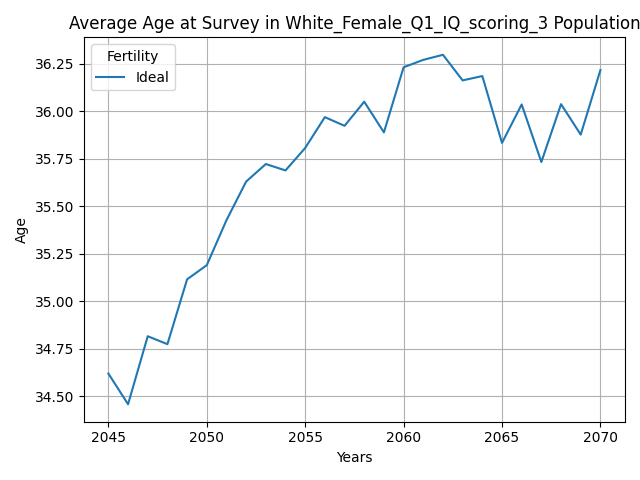 Average Age at Survey in White_Female_Q1_IQ_scoring_3 Population
Fertility
Ideal
36.25
36.00
35.75
35.50
35.25
35.00
34.75
34.50
Age
2045 2050 2055 2060 2065 2070
Years